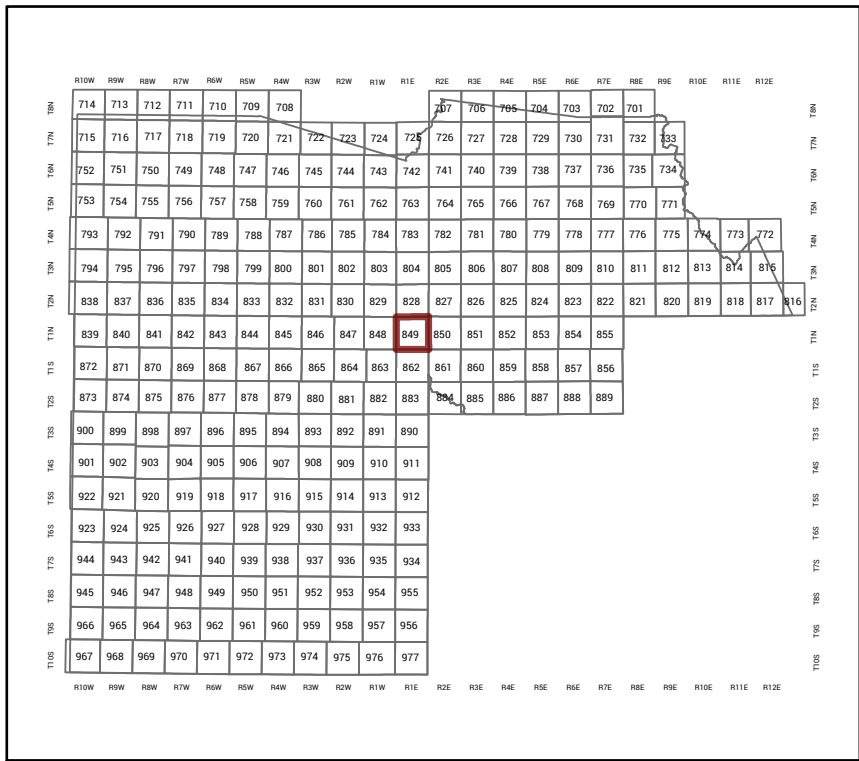 R10W R9W R8W R7W R6W R5W R4W R3W R2W R1W R1E R2E R3E R4E R5E R6E R7E R8E R9E R10E R11E R12E
T8N 714 713 712 711 710 709 708 707 706 705 704 703 702 701 T8N
T7N 715 716 717 718 719 720 721 722 723 724 725 726 727 728 729 730 731 732 733 T7N
T6N 752 751 750 749 748 747 746 745 744 743 742 741 740 739 738 737 736 735 734 T6N
T5N 753 754 755 756 757 758 759 760 761 762 763 764 765 766 767 768 769 770 771 T5N
T4N 793 792 791 790 789 788 787 786 785 784 783 782 781 780 779 778 777 776 775 774 773 772 T4N
T3N 794 795 796 797 798 799 800 801 802 803 804 805 806 807 808 809 810 811 812 813 814 815 T3N
T2N 838 837 836 835 834 833 832 831 830 829 828 827 826 825 824 823 822 821 820 819 818 817 816 T2N
T1N 839 840 841 842 843 844 845 846 847 848 849 850 851 852 853 854 855 T1N
T1S 872 871 870 869 868 867 866 865 864 863 862 861 860 859 858 857 856 T1S
T2S 873 874 875 876 877 878 879 880 881 882 883 884 885 886 887 888 889 T2S
T3S 900 899 898 897 896 895 894 893 892 891 890 T3S
T4S 901 902 903 904 905 906 907 908 909 910 911 T4S
T5S 922 921 920 919 918 917 916 915 914 913 912 T5S
T6S 923 924 925 926 927 928 929 930 931 932 933 T6S
T7S 944 943 942 941 940 939 938 937 936 935 934 T7S
T8S 945 946 947 948 949 950 951 952 953 954 955 T8S
T9S 966 965 964 963 962 961 960 959 958 957 956 T9S
T10S 967 968 969 970 971 972 973 974 975 976 977 T10S
R10W R9W R8W R7W R6W R5W R4W R3W R2W R1W R1E R2E R3E R4E R5E R6E R7E R8E R9E R10E R11E R12E